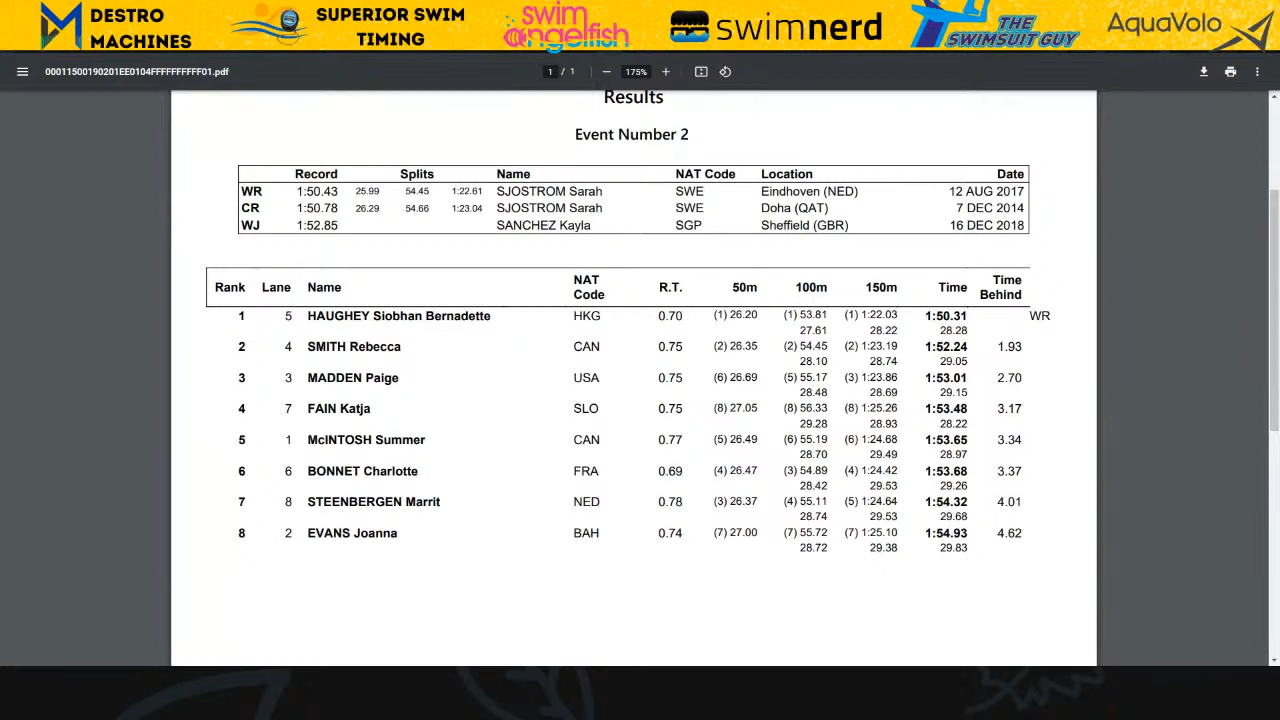 DESTRO
MACHINES
SUPERIOR SWIM
TIMING
swim
angelfish
swimnerd
THE
SWIMSUIT GUY
AquaVolo
00011500190201EE0104FFFFFFFFFF01.pdf
1 / 1
175%
Results
Event Number 2
Record Splits Name NAT Code Location Date
WR 1:50.43 25.99 54.45 1:22.61 SJOSTROM Sarah SWE Eindhoven (NED) 12 AUG 2017
CR 1:50.78 26.29 54.66 1:23.04 SJOSTROM Sarah SWE Doha (QAT) 7 DEC 2014
WJ 1:52.85 SANCHEZ Kayla SGP Sheffield (GBR) 16 DEC 2018
Rank Lane Name NAT Code R.T. 50m 100m 150m Time Time Behind
1 5 HAUGHEY Siobhan Bernadette HKG 0.70 (1) 26.20 (1) 53.81 (1) 1:22.03 1:50.31 WR
27.61 28.22 28.28
2 4 SMITH Rebecca CAN 0.75 (2) 26.35 (2) 54.45 (2) 1:23.19 1:52.24 1.93
28.10 28.74 29.05
3 3 MADDEN Paige USA 0.75 (6) 26.69 (5) 55.17 (3) 1:23.86 1:53.01 2.70
28.48 28.69 29.15
4 7 FAIN Katja SLO 0.75 (8) 27.05 (8) 56.33 (8) 1:25.26 1:53.48 3.17
29.28 28.93 28.22
5 1 McINTOSH Summer CAN 0.77 (5) 26.49 (6) 55.19 (6) 1:24.68 1:53.65 3.34
28.70 29.49 28.97
6 6 BONNET Charlotte FRA 0.69 (4) 26.47 (3) 54.89 (4) 1:24.42 1:53.68 3.37
28.42 29.53 29.26
7 8 STEENBERGEN Marrit NED 0.78 (3) 26.37 (4) 55.11 (5) 1:24.64 1:54.32 4.01
28.74 29.53 29.68
8 2 EVANS Joanna BAH 0.74 (7) 27.00 (7) 55.72 (7) 1:25.10 1:54.93 4.62
28.72 29.38 29.83